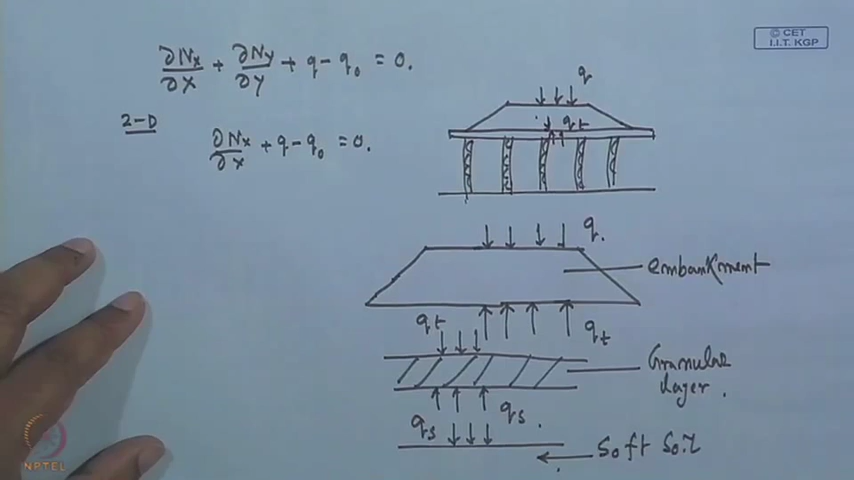 © CET
I.I.T. KGP
∂Nx/∂x + ∂Ny/∂y + q - q₀ = 0.
2-D
∂Nx/∂x + q - q₀ = 0.
q
qt
q.
embankment
qt
qt
Granular
layer.
qs
qs.
Soft Soil
NPTEL